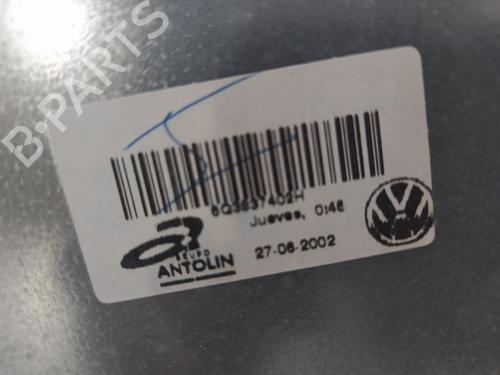 B-PARTS
6Q3837402H
Jueves, 0:46
GRUPO
ANTOLIN
27-06-2002